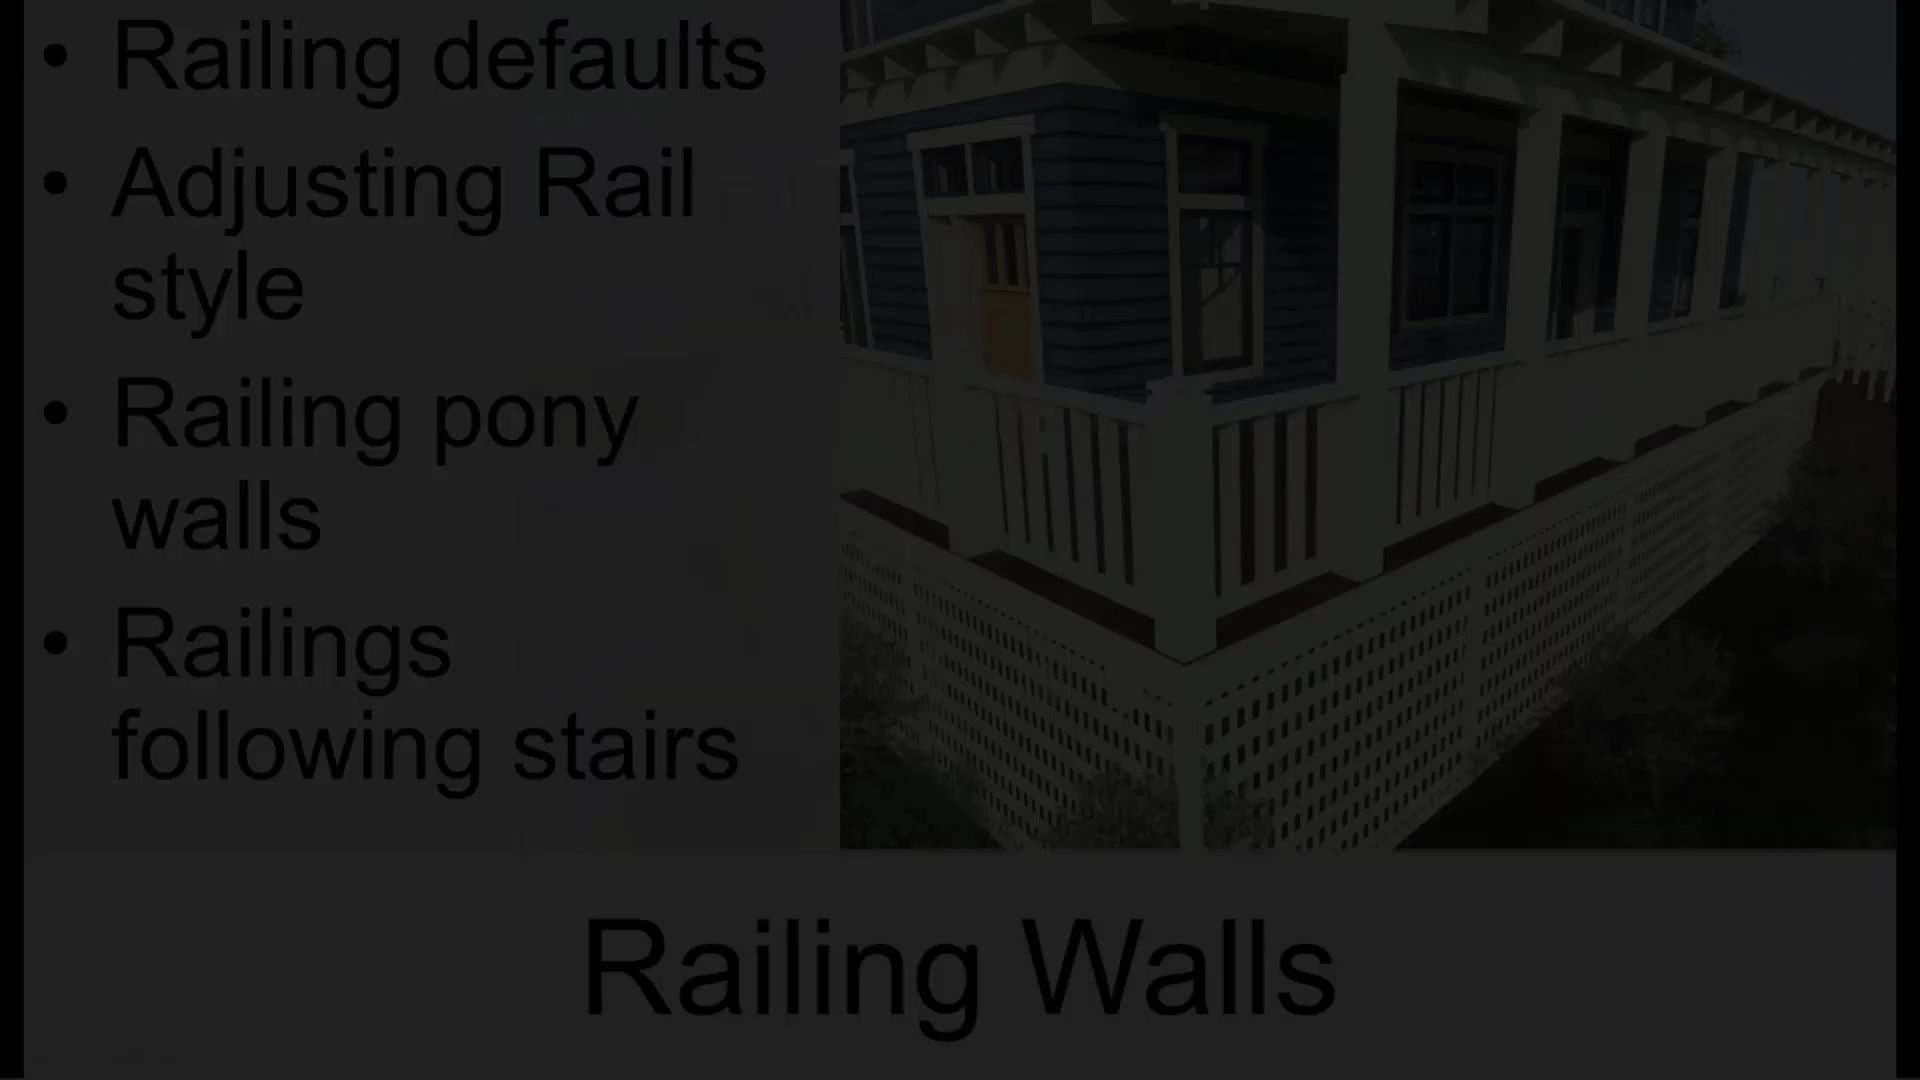 • Railing defaults
• Adjusting Rail
style
• Railing pony
walls
• Railings
following stairs
Railing Walls